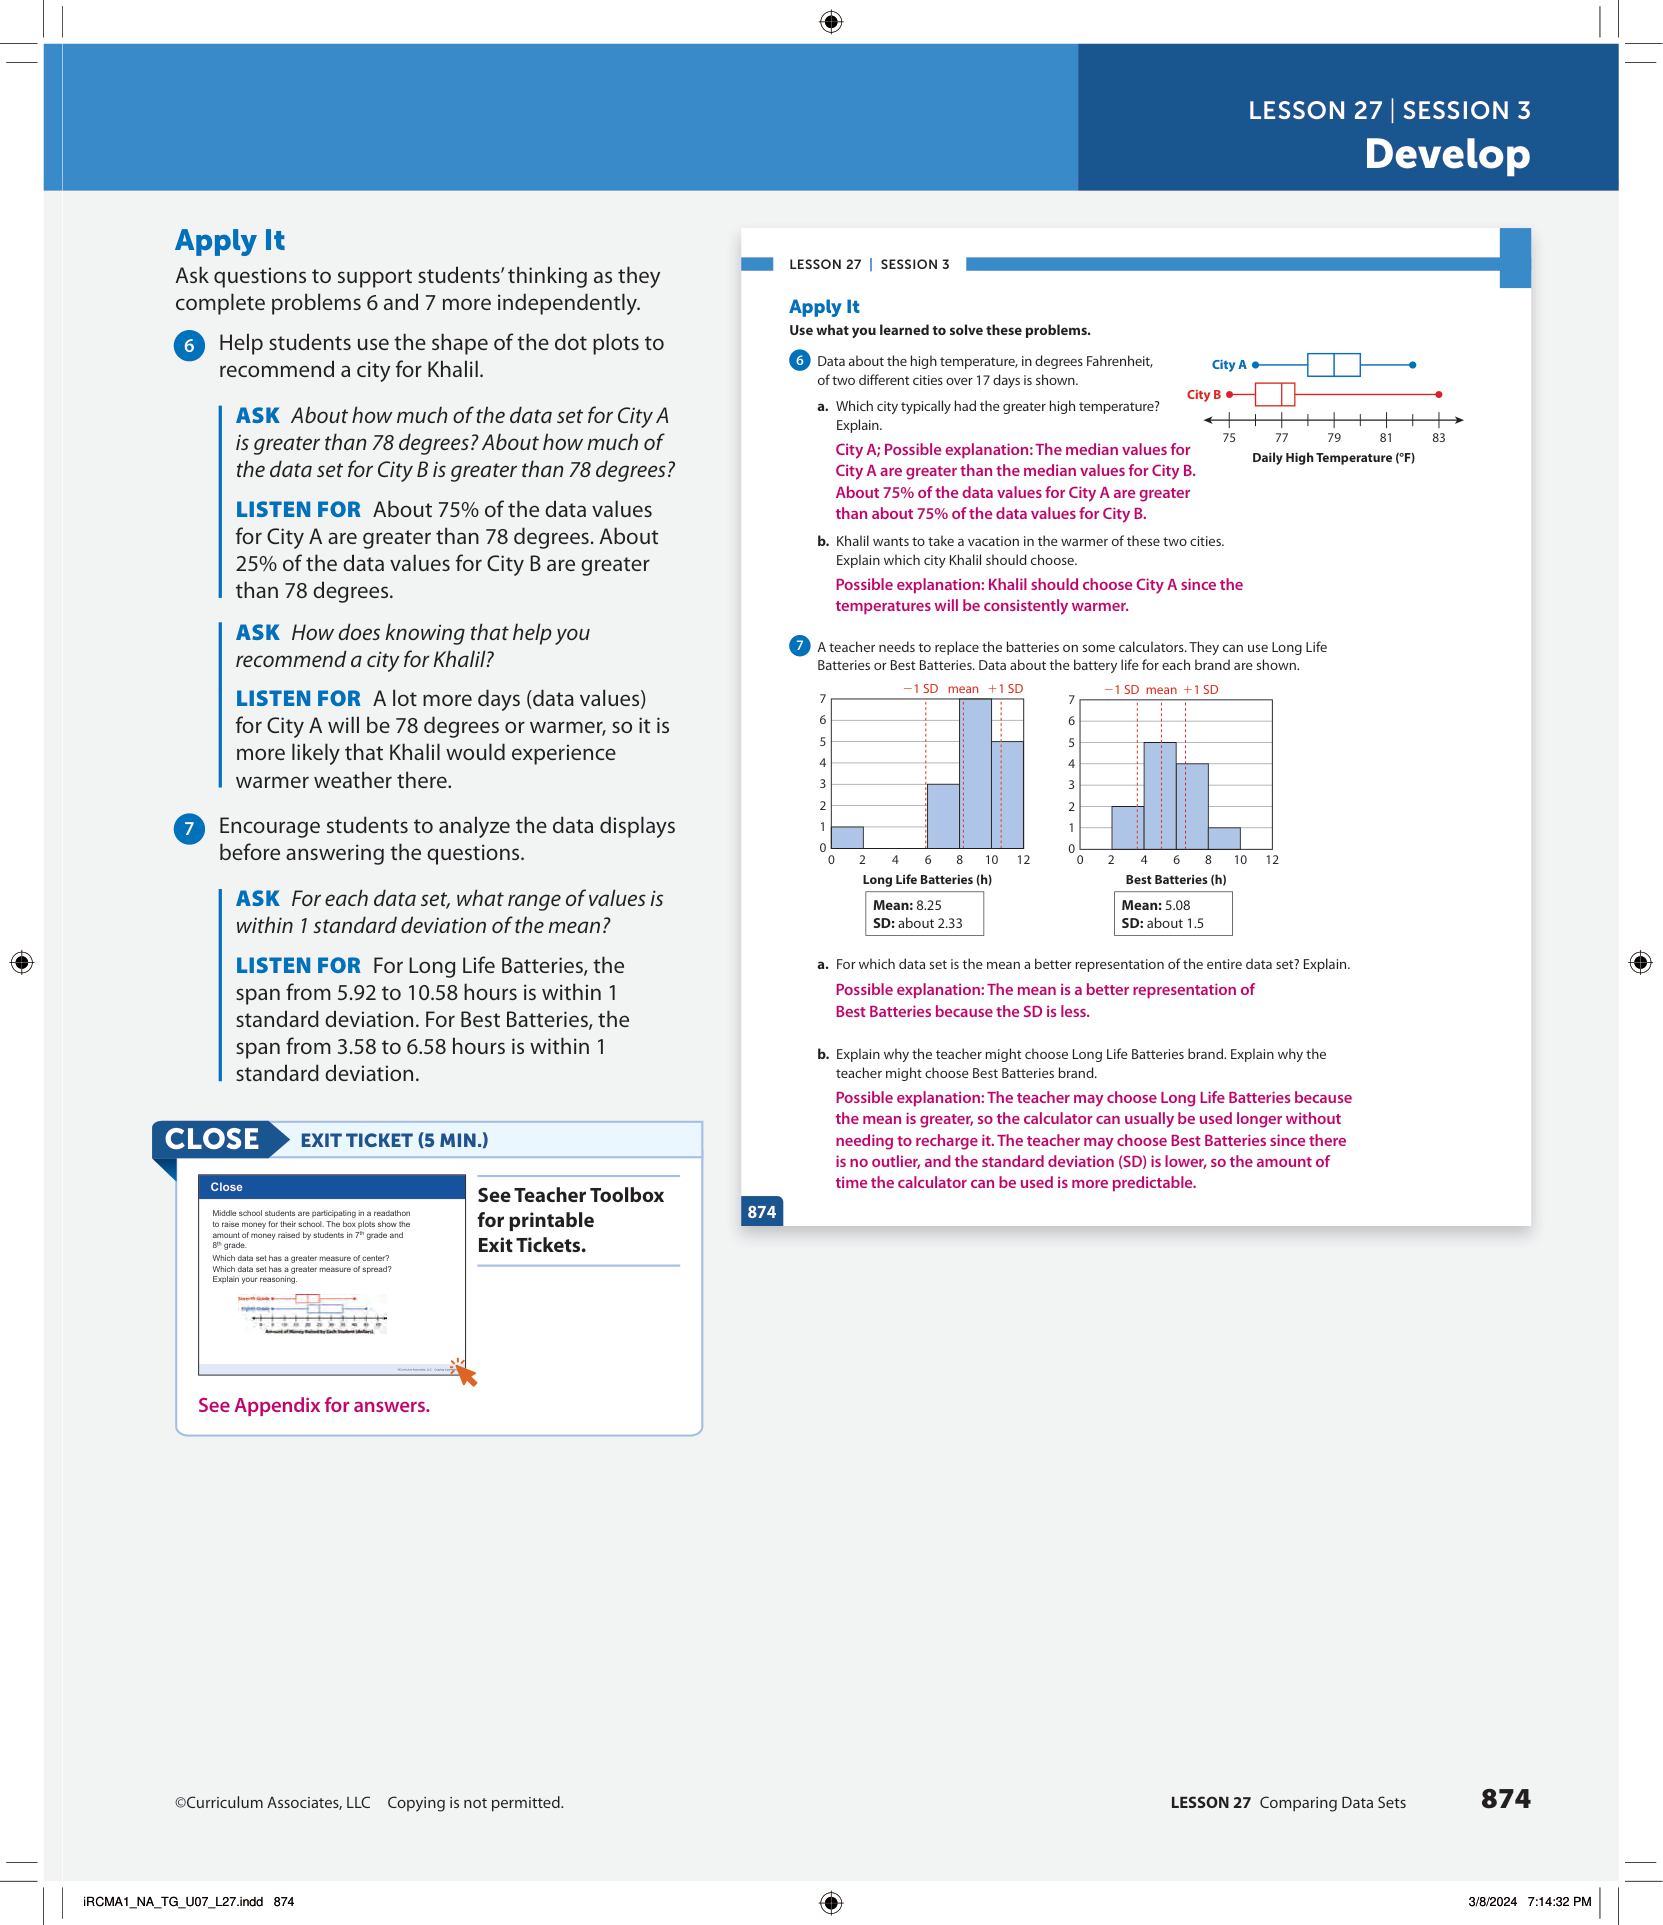 LESSON 27 | SESSION 3
Develop
Apply It
Ask questions to support students’ thinking as they
complete problems 6 and 7 more independently.
6 Help students use the shape of the dot plots to
recommend a city for Khalil.
ASK About how much of the data set for City A
is greater than 78 degrees? About how much of
the data set for City B is greater than 78 degrees?
LISTEN FOR About 75% of the data values
for City A are greater than 78 degrees. About
25% of the data values for City B are greater
than 78 degrees.
ASK How does knowing that help you
recommend a city for Khalil?
LISTEN FOR A lot more days (data values)
for City A will be 78 degrees or warmer, so it is
more likely that Khalil would experience
warmer weather there.
7 Encourage students to analyze the data displays
before answering the questions.
ASK For each data set, what range of values is
within 1 standard deviation of the mean?
LISTEN FOR For Long Life Batteries, the
span from 5.92 to 10.58 hours is within 1
standard deviation. For Best Batteries, the
span from 3.58 to 6.58 hours is within 1
standard deviation.
CLOSE EXIT TICKET (5 MIN.)
Close
Middle school students are participating in a readathon
to raise money for their school. The box plots show the
amount of money raised by students in 7th grade and
8th grade.
Which data set has a greater measure of center?
Which data set has a greater measure of spread?
Explain your reasoning.
Seventh Grade
Eighth Grade
Amount of Money Raised by Each Student (dollars)
See Teacher Toolbox
for printable
Exit Tickets.
See Appendix for answers.
LESSON 27 | SESSION 3
Apply It
Use what you learned to solve these problems.
6 Data about the high temperature, in degrees Fahrenheit,
of two different cities over 17 days is shown.
a. Which city typically had the greater high temperature?
Explain.
City A; Possible explanation: The median values for
City A are greater than the median values for City B.
About 75% of the data values for City A are greater
than about 75% of the data values for City B.
City A
City B
75 77 79 81 83
Daily High Temperature (°F)
b. Khalil wants to take a vacation in the warmer of these two cities.
Explain which city Khalil should choose.
Possible explanation: Khalil should choose City A since the
temperatures will be consistently warmer.
7 A teacher needs to replace the batteries on some calculators. They can use Long Life
Batteries or Best Batteries. Data about the battery life for each brand are shown.
−1 SD mean +1 SD
7
6
5
4
3
2
1
0
0 2 4 6 8 10 12
Long Life Batteries (h)
Mean: 8.25
SD: about 2.33
−1 SD mean +1 SD
7
6
5
4
3
2
1
0
0 2 4 6 8 10 12
Best Batteries (h)
Mean: 5.08
SD: about 1.5
a. For which data set is the mean a better representation of the entire data set? Explain.
Possible explanation: The mean is a better representation of
Best Batteries because the SD is less.
b. Explain why the teacher might choose Long Life Batteries brand. Explain why the
teacher might choose Best Batteries brand.
Possible explanation: The teacher may choose Long Life Batteries because
the mean is greater, so the calculator can usually be used longer without
needing to recharge it. The teacher may choose Best Batteries since there
is no outlier, and the standard deviation (SD) is lower, so the amount of
time the calculator can be used is more predictable.
874
©Curriculum Associates, LLC Copying is not permitted.
LESSON 27 Comparing Data Sets 874
iRCMA1_NA_TG_U07_L27.indd 874
3/8/2024 7:14:32 PM